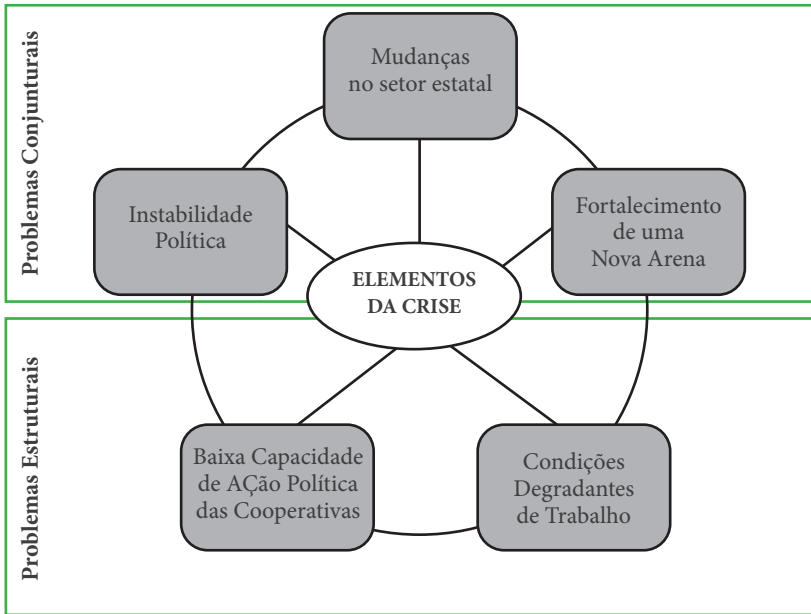 Problemas Conjunturais
Mudanças
no setor estatal
Instabilidade
Política
Fortalecimento
de uma
Nova Arena
ELEMENTOS
DA CRISE
Problemas Estruturais
Baixa Capacidade
de AÇão Política
das Cooperativas
Condições
Degradantes
de Trabalho